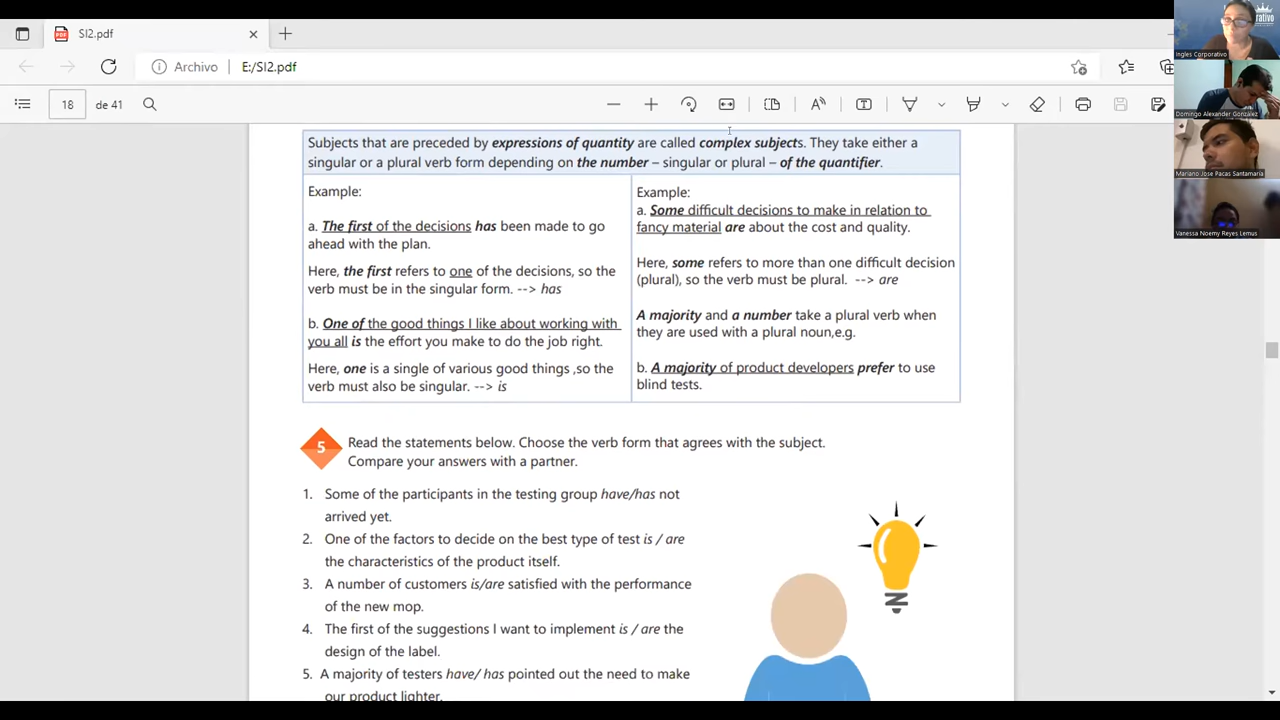 SI2.pdf
Archivo E:/SI2.pdf
18 de 41
Subjects that are preceded by expressions of quantity are called complex subjects. They take either a
singular or a plural verb form depending on the number – singular or plural – of the quantifier.
Example:
a. The first of the decisions has been made to go
ahead with the plan.
Here, the first refers to one of the decisions, so the
verb must be in the singular form. --> has
b. One of the good things I like about working with
you all is the effort you make to do the job right.
Here, one is a single of various good things ,so the
verb must also be singular. --> is
Example:
a. Some difficult decisions to make in relation to
fancy material are about the cost and quality.
Here, some refers to more than one difficult decision
(plural), so the verb must be plural. --> are
A majority and a number take a plural verb when
they are used with a plural noun,e.g.
b. A majority of product developers prefer to use
blind tests.
5
Read the statements below. Choose the verb form that agrees with the subject.
Compare your answers with a partner.
1. Some of the participants in the testing group have/has not
arrived yet.
2. One of the factors to decide on the best type of test is / are
the characteristics of the product itself.
3. A number of customers is/are satisfied with the performance
of the new mop.
4. The first of the suggestions I want to implement is / are the
design of the label.
5. A majority of testers have/ has pointed out the need to make
our product lighter.
Ingles Corporativo
Domingo Alexander González
Mariano Jose Pacas Santamaria
Vanessa Noemy Reyes Lemus